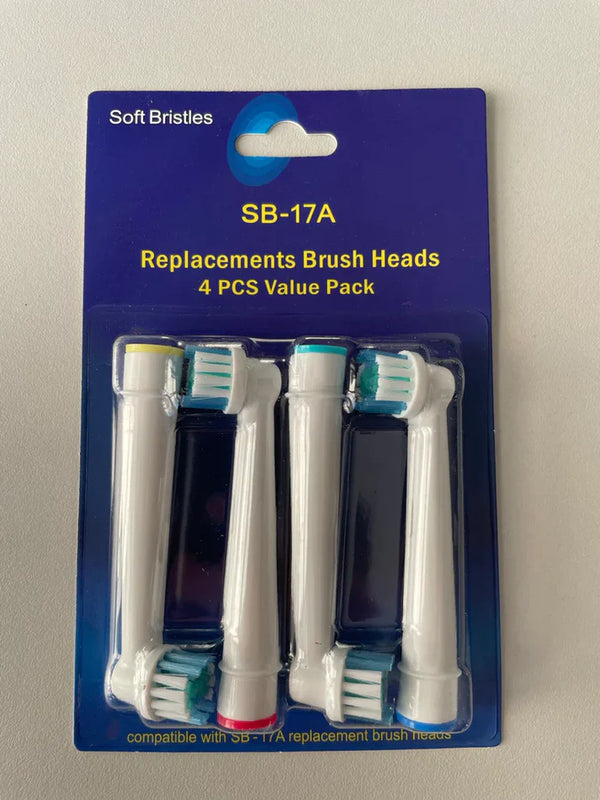 Soft Bristles
SB-17A
Replacements Brush Heads
4 PCS Value Pack
compatible with SB-17A replacement brush heads